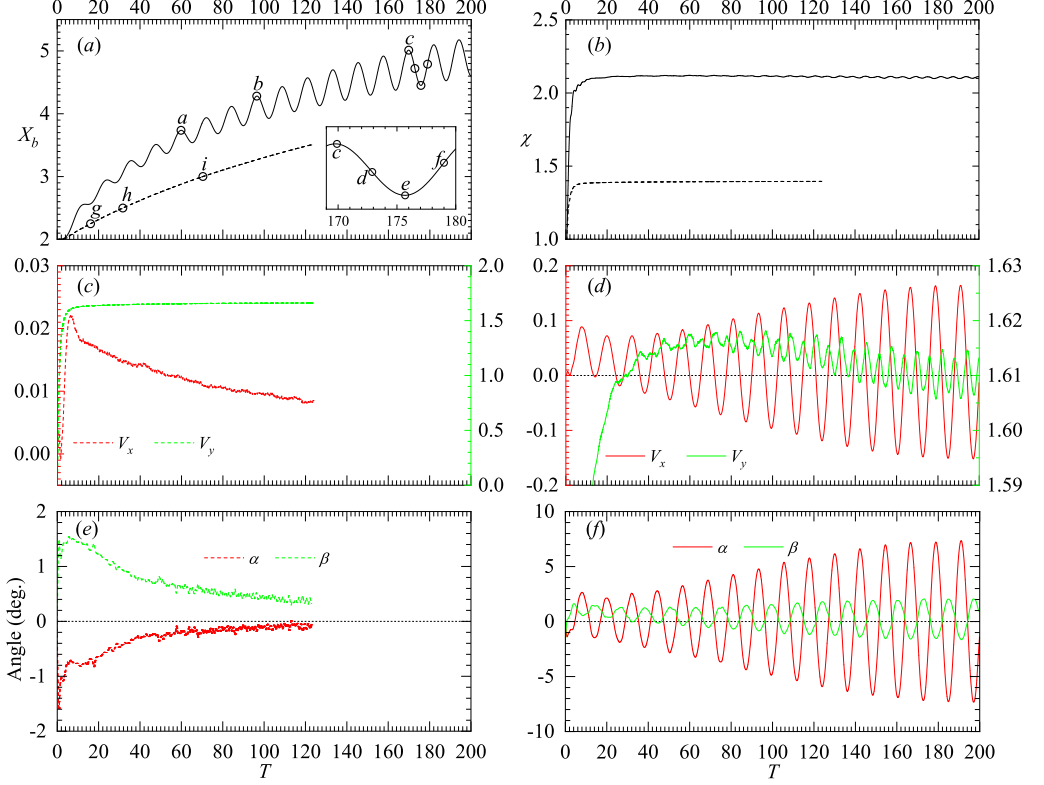 0 20 40 60 80 100 120 140 160 180 200
0 20 40 60 80 100 120 140 160 180 200
(a)
5
4
X_b
3
2
a
b
c
g
h
i
c
d
e
f
170 175 180
(b)
2.5
2.0
χ
1.5
1.0
(c)
0.03
0.02
0.01
0.00
2.0
1.5
1.0
0.5
0.0
V_x V_y
(d)
0.2
0.1
0.0
-0.1
-0.2
1.63
1.62
1.61
1.60
1.59
V_x V_y
(e)
2
1
0
-1
-2
Angle (deg.)
α β
0 20 40 60 80 100 120 140 160 180 200
T
(f)
10
5
0
-5
-10
α β
0 20 40 60 80 100 120 140 160 180 200
T